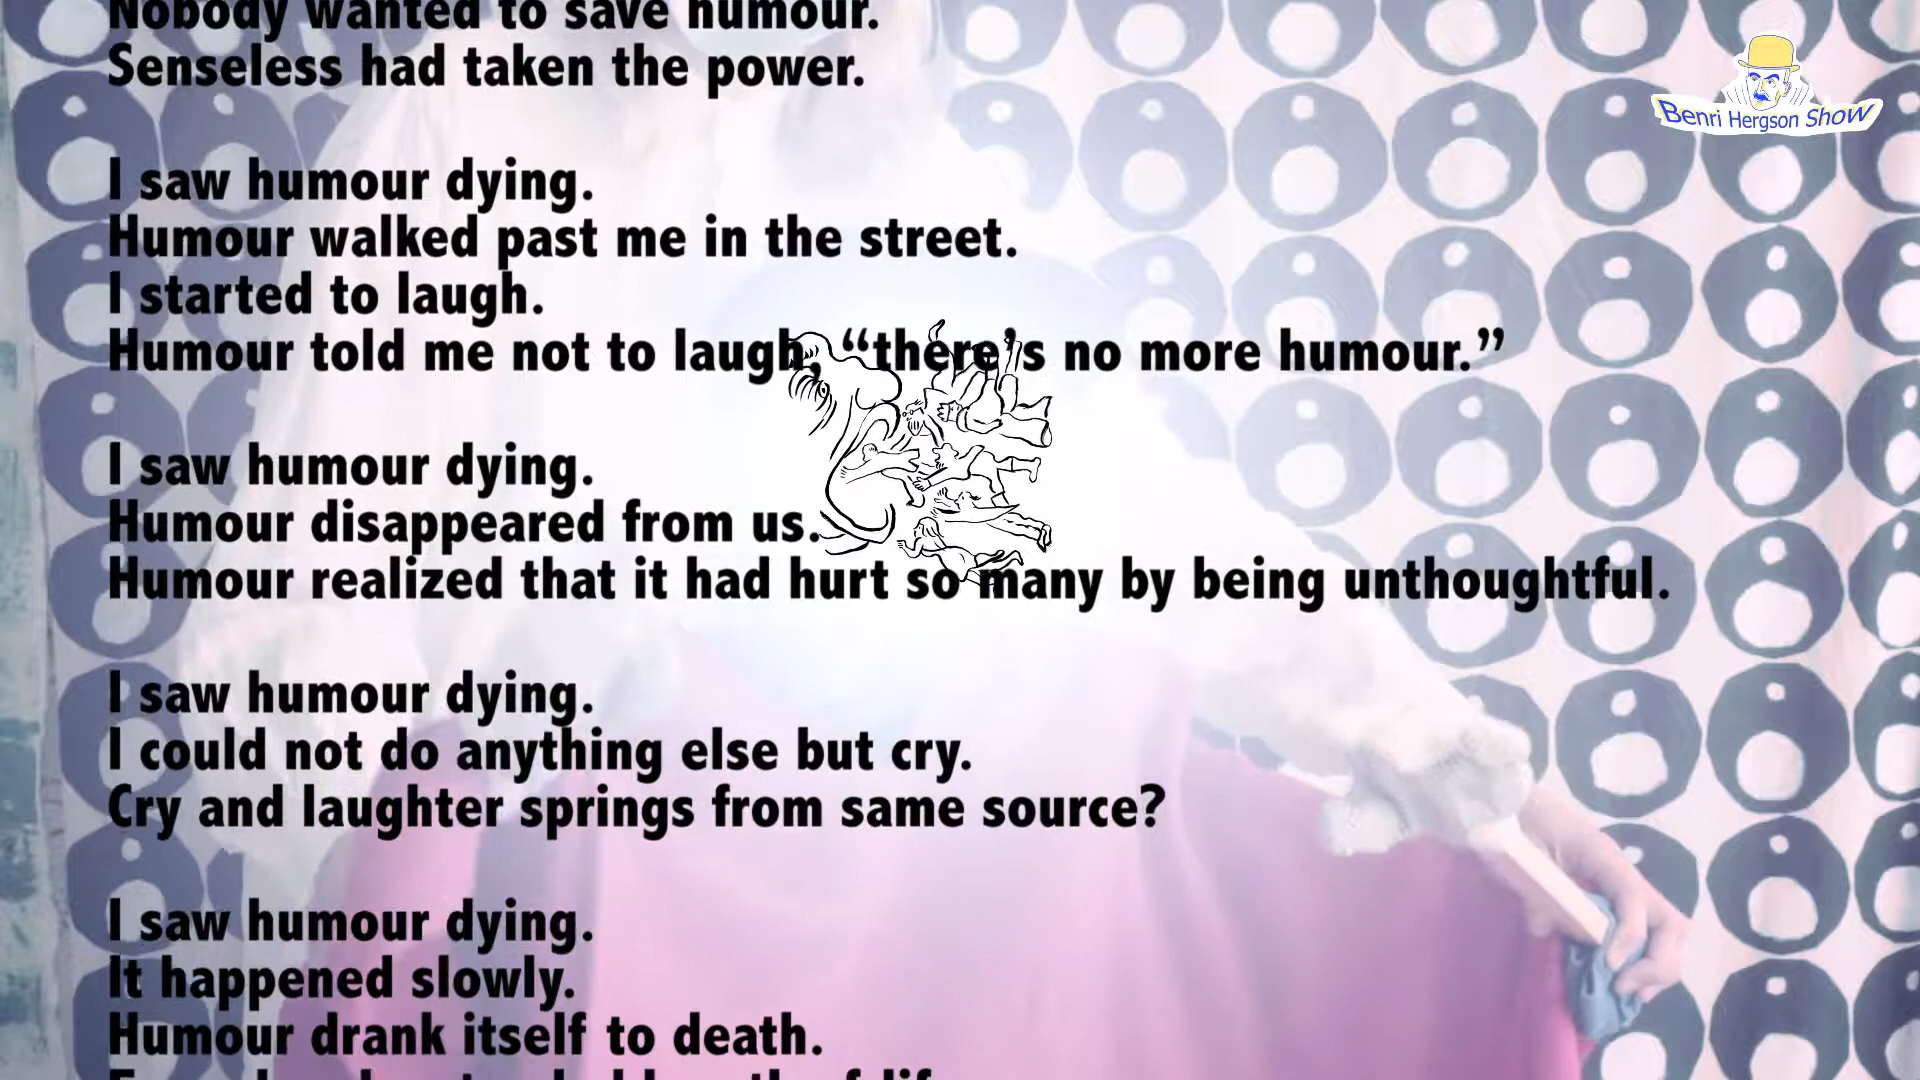 Nobody wanted to save humour.
Senseless had taken the power.
Benri Hergson Show
I saw humour dying.
Humour walked past me in the street.
I started to laugh.
Humour told me not to laugh, “there’s no more humour.”
I saw humour dying.
Humour disappeared from us.
Humour realized that it had hurt so many by being unthoughtful.
I saw humour dying.
I could not do anything else but cry.
Cry and laughter springs from same source?
I saw humour dying.
It happened slowly.
Humour drank itself to death.